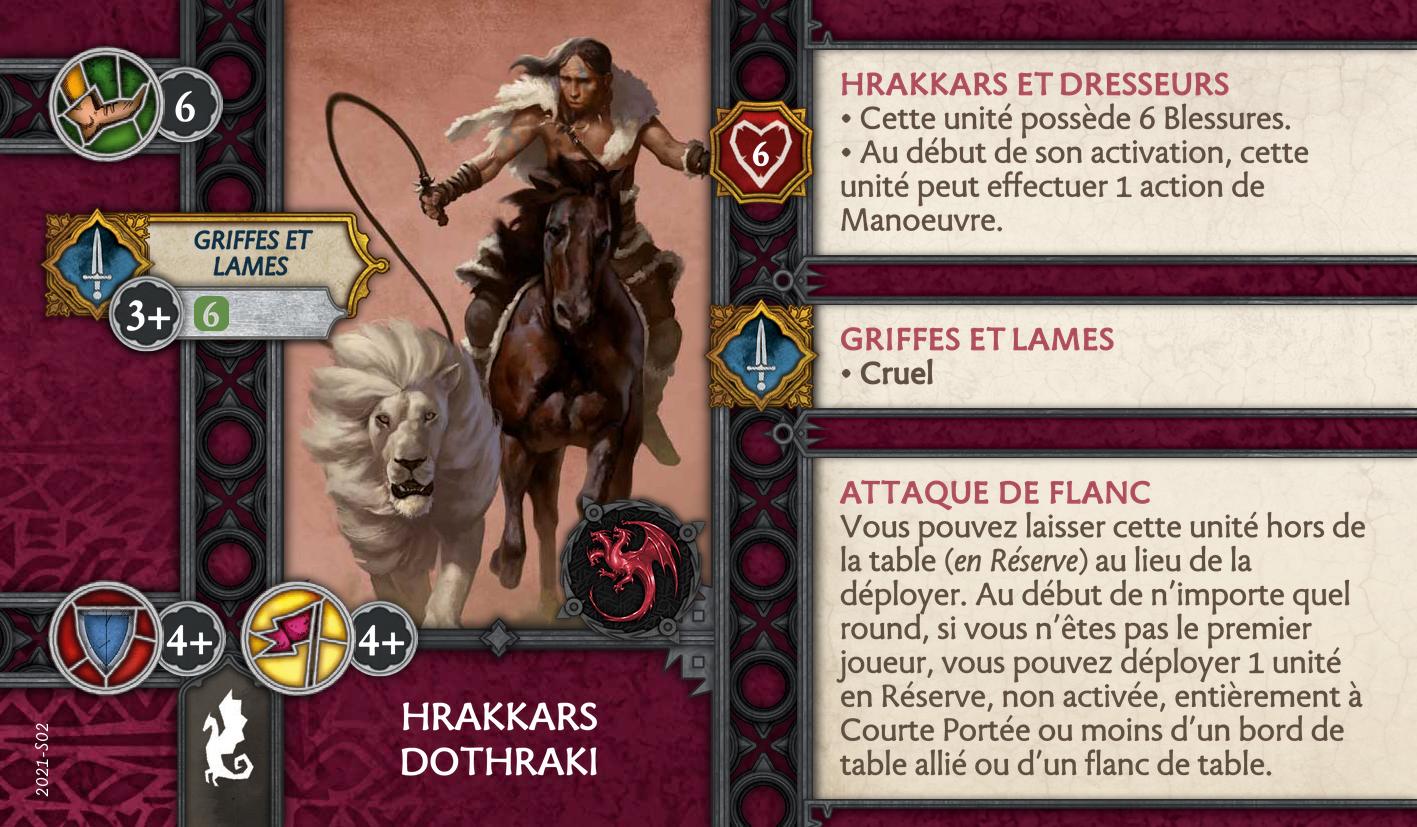 6
GRIFFES ET
LAMES
3+
6
4+
4+
HRAKKARS
DOTHRAKI
2021-S02
6
HRAKKARS ET DRESSEURS
• Cette unité possède 6 Blessures.
• Au début de son activation, cette
unité peut effectuer 1 action de
Manoeuvre.
GRIFFES ET LAMES
• Cruel
ATTAQUE DE FLANC
Vous pouvez laisser cette unité hors de
la table (en Réserve) au lieu de la
déployer. Au début de n'importe quel
round, si vous n'êtes pas le premier
joueur, vous pouvez déployer 1 unité
en Réserve, non activée, entièrement à
Courte Portée ou moins d'un bord de
table allié ou d'un flanc de table.